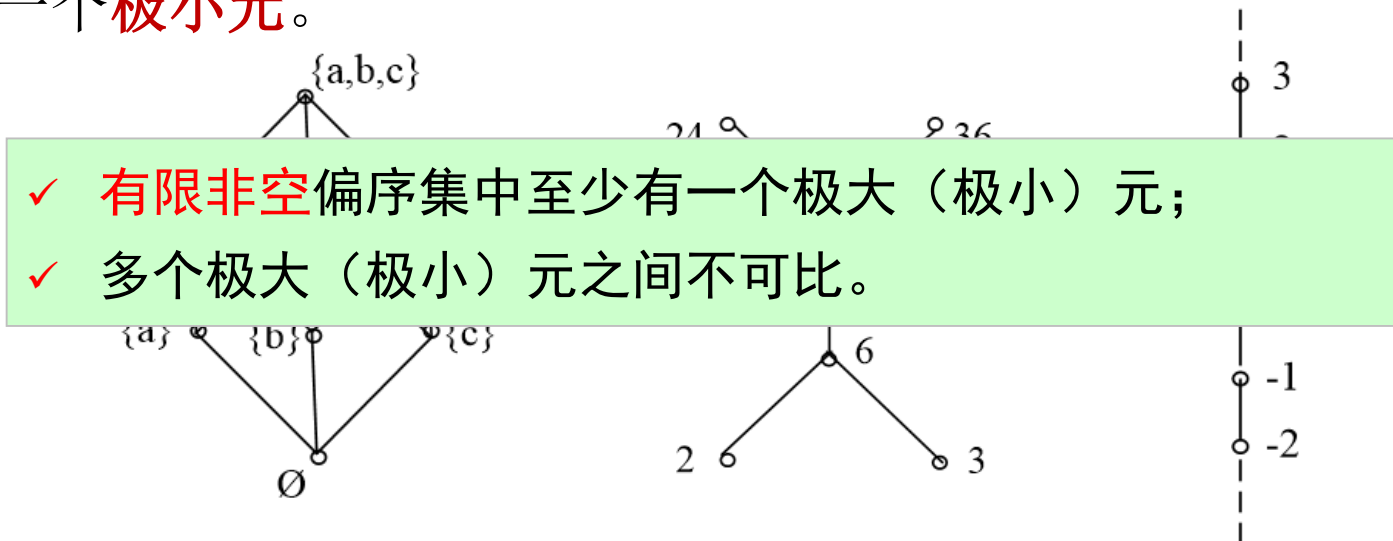 一个极小元。
{a,b,c}
3
24
36
✓ 有限非空偏序集中至少有一个极大（极小）元；
✓ 多个极大（极小）元之间不可比。
{a}
{b}
{c}
6
-1
2
3
-2
Ø